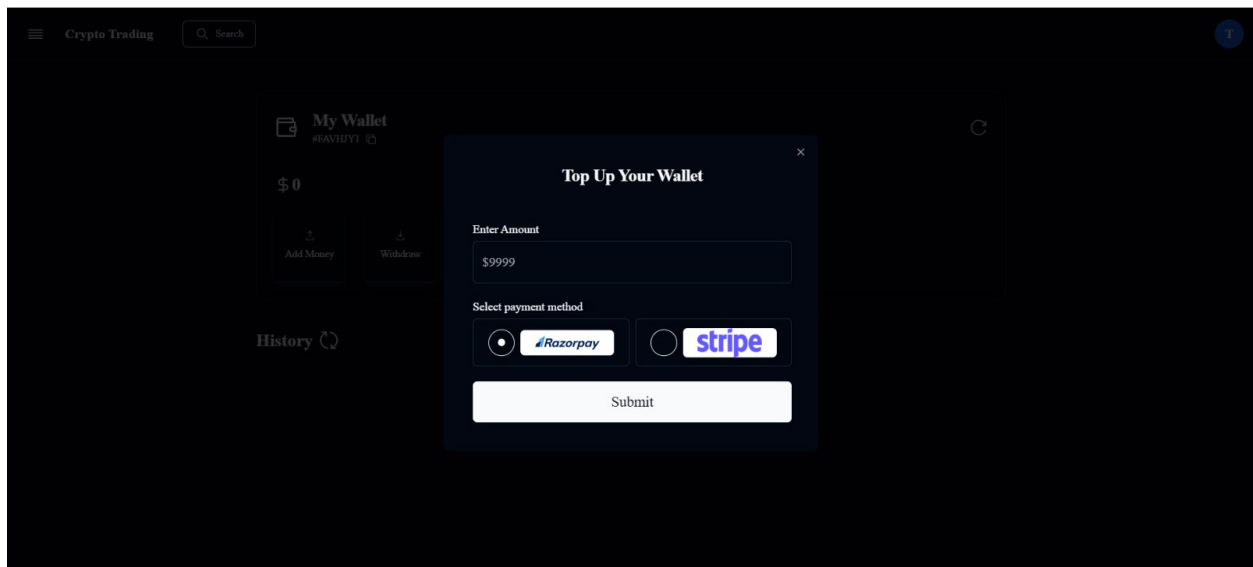 Crypto Trading
Search
T
My Wallet
#FAVHJY1
$0
Add Money
Withdraw
History
Top Up Your Wallet
Enter Amount
$9999
Select payment method
Razorpay
stripe
Submit